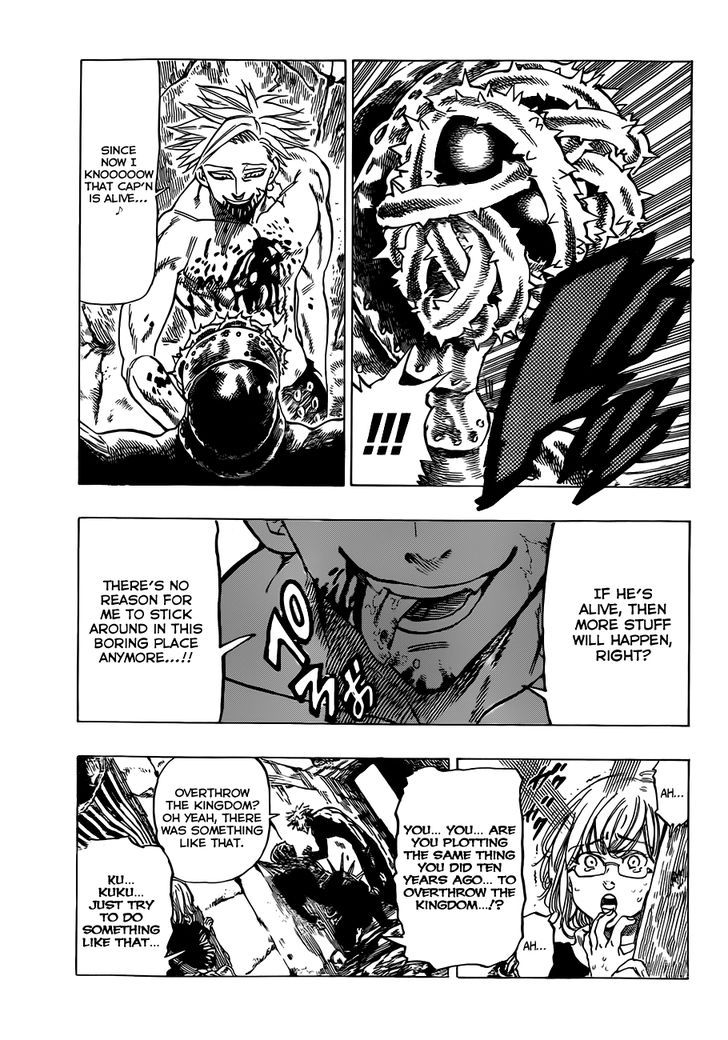 !!!
SINCE
NOW I
KNOOOOOW
THAT CAP'N
IS ALIVE...
♪
IF HE'S
ALIVE, THEN
MORE STUFF
WILL HAPPEN,
RIGHT?
THERE'S NO
REASON FOR
ME TO STICK
AROUND IN THIS
BORING PLACE
ANYMORE...!!
AH...
AH...
YOU... YOU... ARE
YOU PLOTTING
THE SAME THING
YOU DID TEN
YEARS AGO... TO
OVERTHROW THE
KINGDOM...!?
OVERTHROW
THE KINGDOM?
OH YEAH, THERE
WAS SOMETHING
LIKE THAT.
KU...
KUKU...
JUST TRY
TO DO
SOMETHING
LIKE THAT...